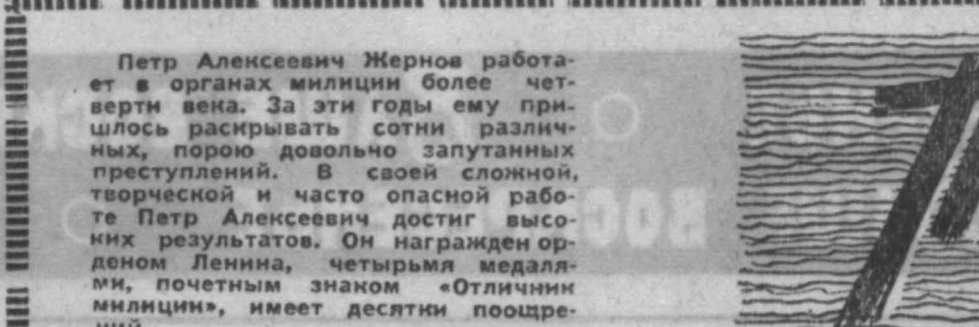 Петр Алексеевич Жернов работа-
ет в органах милиции более чет-
верти века. За эти годы ему при-
шлось раскрывать сотни различ-
ных, порою довольно запутанных
преступлений. В своей сложной,
творческой и часто опасной рабо-
те Петр Алексеевич достиг высо-
ких результатов. Он награжден ор-
деном Ленина, четырьмя медаля-
ми, почетным знаком «Отличник
милиции», имеет десятки поощре-
ний